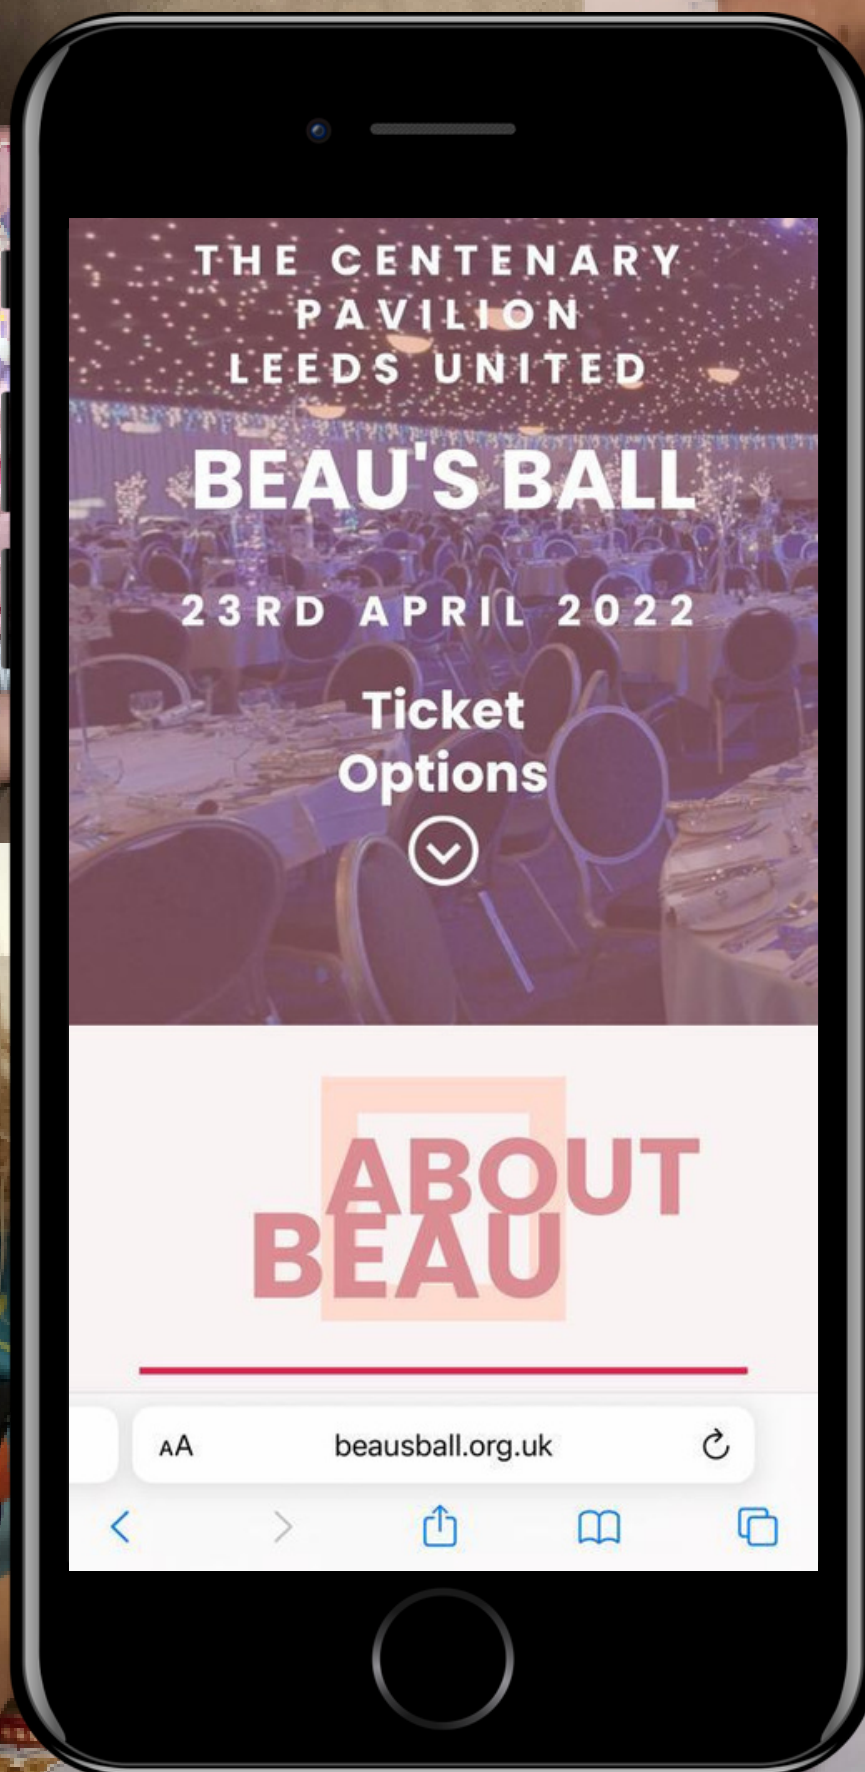 THE CENTENARY
PAVILION
LEEDS UNITED
BEAU'S BALL
23RD APRIL 2022
Ticket
Options
ABOUT
BEAU
AA
beausball.org.uk